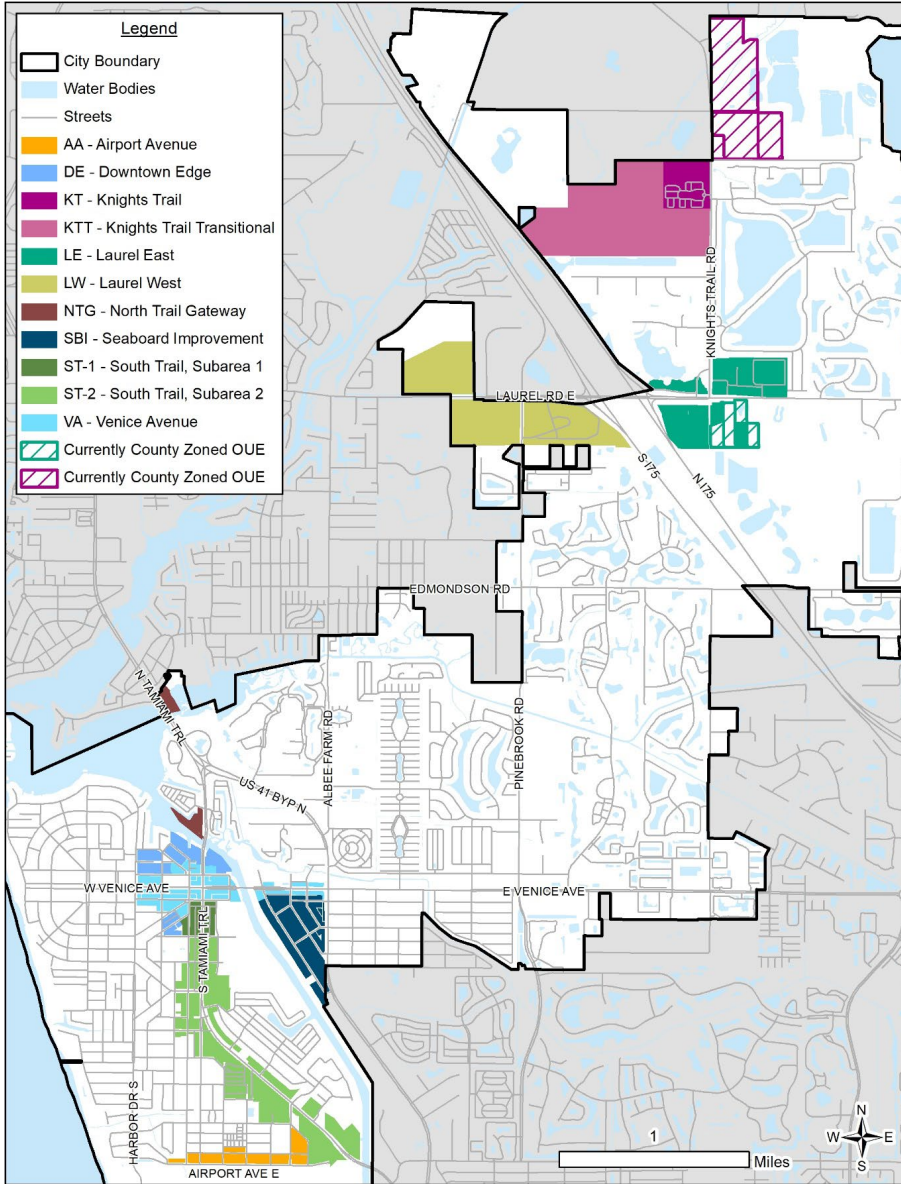 Legend
City Boundary
Water Bodies
Streets
AA - Airport Avenue
DE - Downtown Edge
KT - Knights Trail
KTT - Knights Trail Transitional
LE - Laurel East
LW - Laurel West
NTG - North Trail Gateway
SBI - Seaboard Improvement
ST-1 - South Trail, Subarea 1
ST-2 - South Trail, Subarea 2
VA - Venice Avenue
Currently County Zoned OUE
Currently County Zoned OUE
KNIGHTS TRAIL RD
LAUREL RD E
S I75
N I75
EDMONDSON RD
N TAMIAMI TRL
US 41 BYP N
ALBEE FARM RD
PINEBROOK RD
W VENICE AVE
E VENICE AVE
S TAMIAMI TRL
HARBOR DR S
AIRPORT AVE E
1
Miles
N
W
E
S